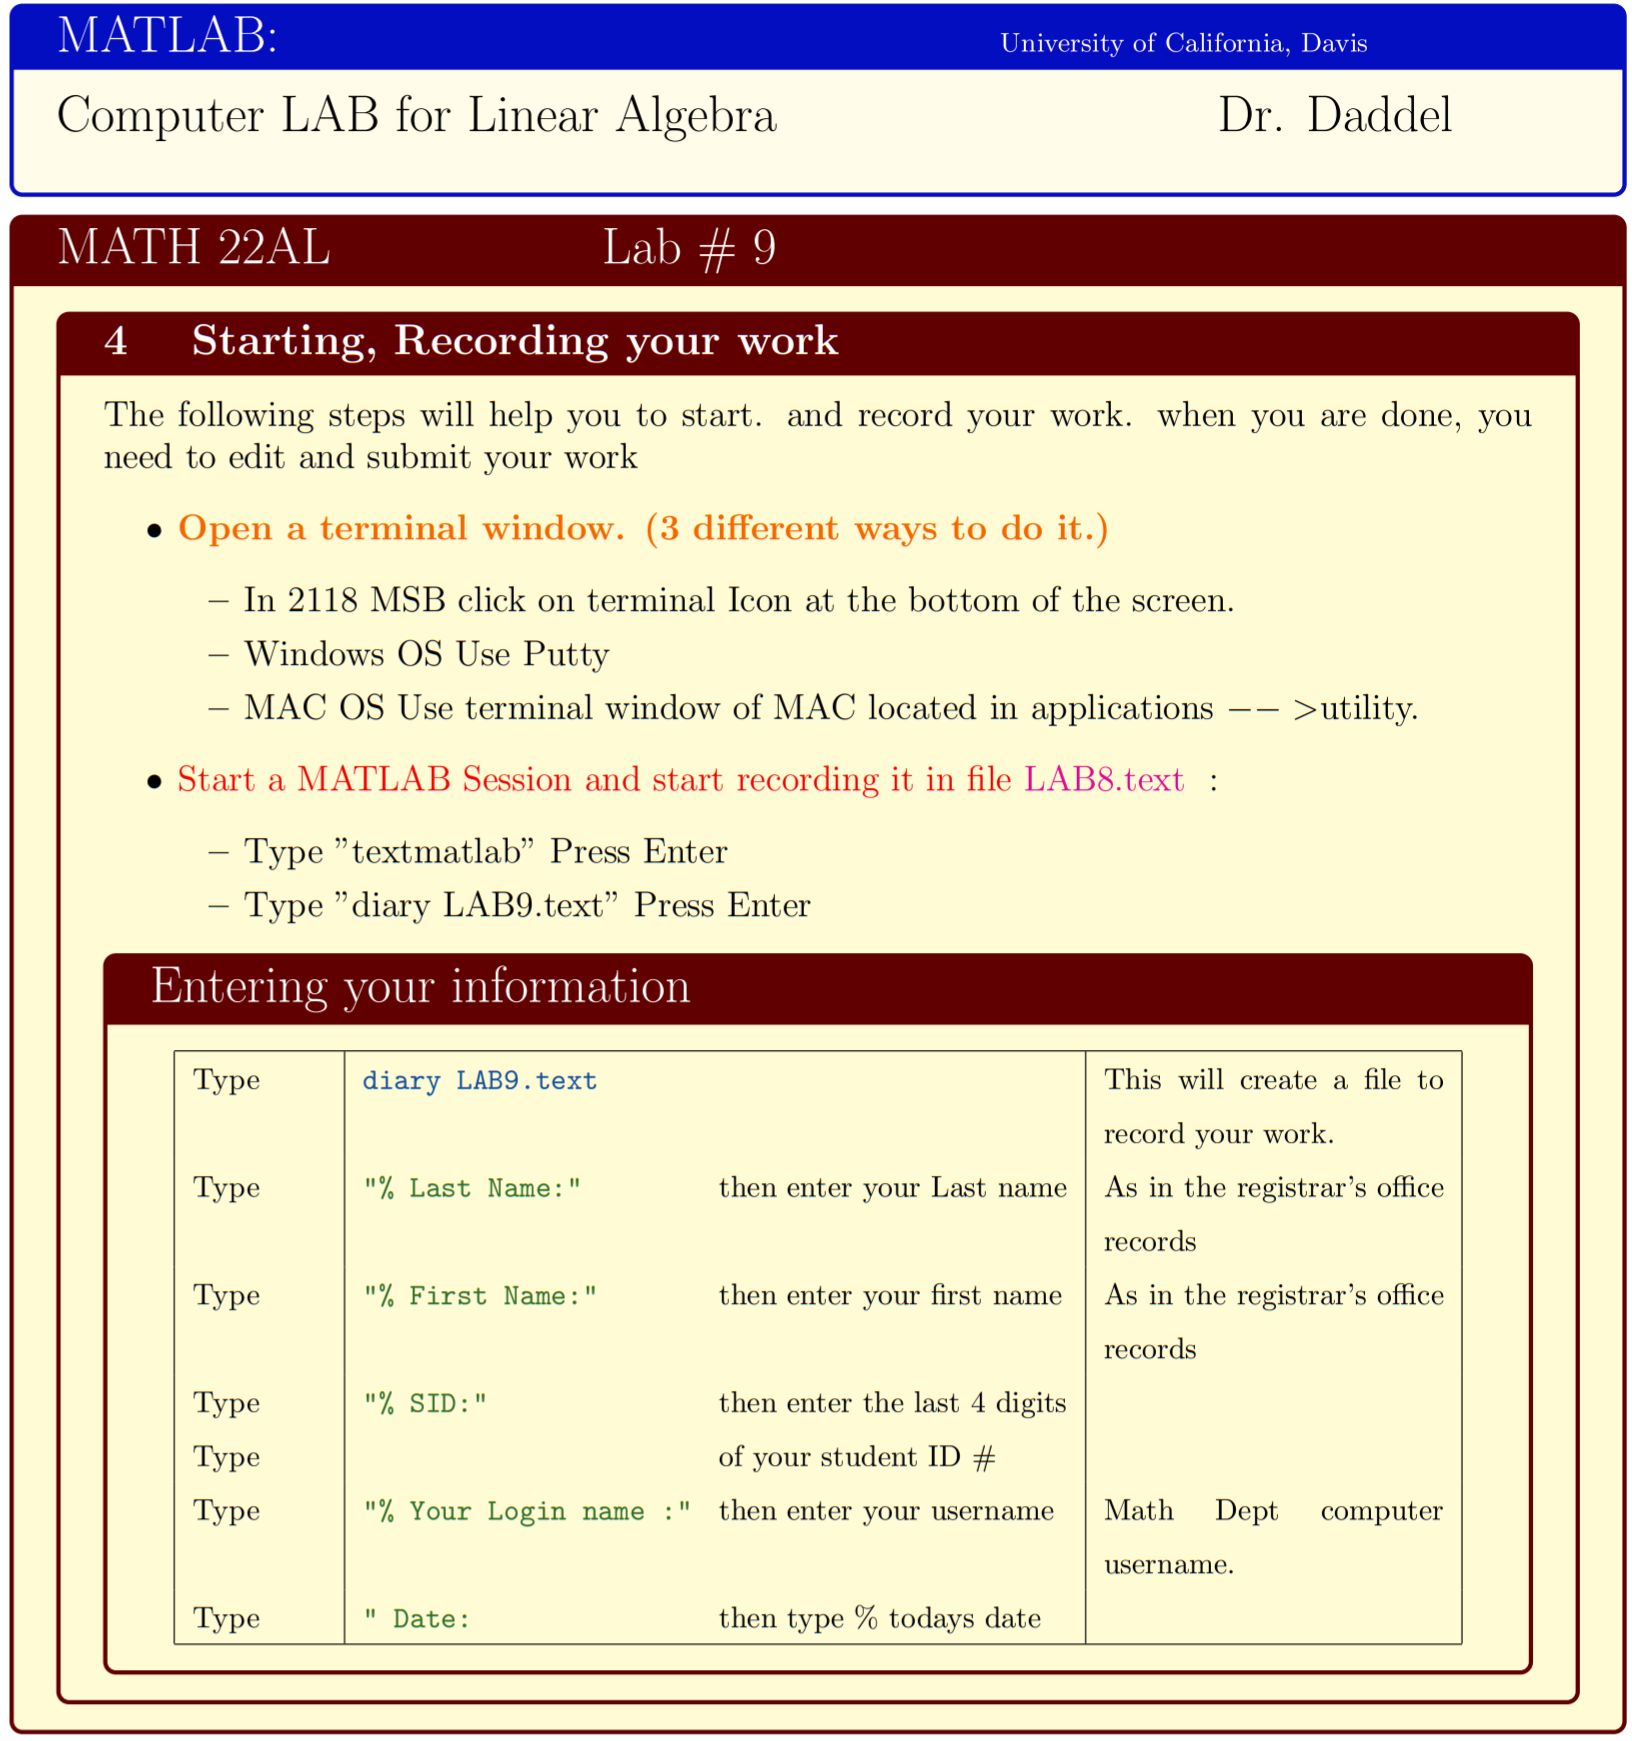 MATLAB: University of California, Davis
Computer LAB for Linear Algebra Dr. Daddel
MATH 22AL Lab # 9
4 Starting, Recording your work
The following steps will help you to start. and record your work. when you are done, you
need to edit and submit your work
• Open a terminal window. (3 different ways to do it.)
– In 2118 MSB click on terminal Icon at the bottom of the screen.
– Windows OS Use Putty
– MAC OS Use terminal window of MAC located in applications −− >utility.
• Start a MATLAB Session and start recording it in file LAB8.text :
– Type ”textmatlab” Press Enter
– Type ”diary LAB9.text” Press Enter
Entering your information
Type diary LAB9.text This will create a file to
record your work.
Type "% Last Name:" then enter your Last name As in the registrar's office
records
Type "% First Name:" then enter your first name As in the registrar's office
records
Type "% SID:" then enter the last 4 digits
Type of your student ID #
Type "% Your Login name :" then enter your username Math Dept computer
username.
Type " Date: then type % todays date